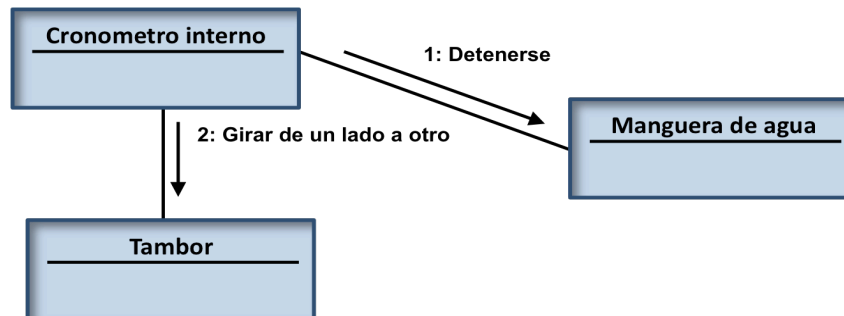 Cronometro interno
1: Detenerse
Manguera de agua
2: Girar de un lado a otro
Tambor